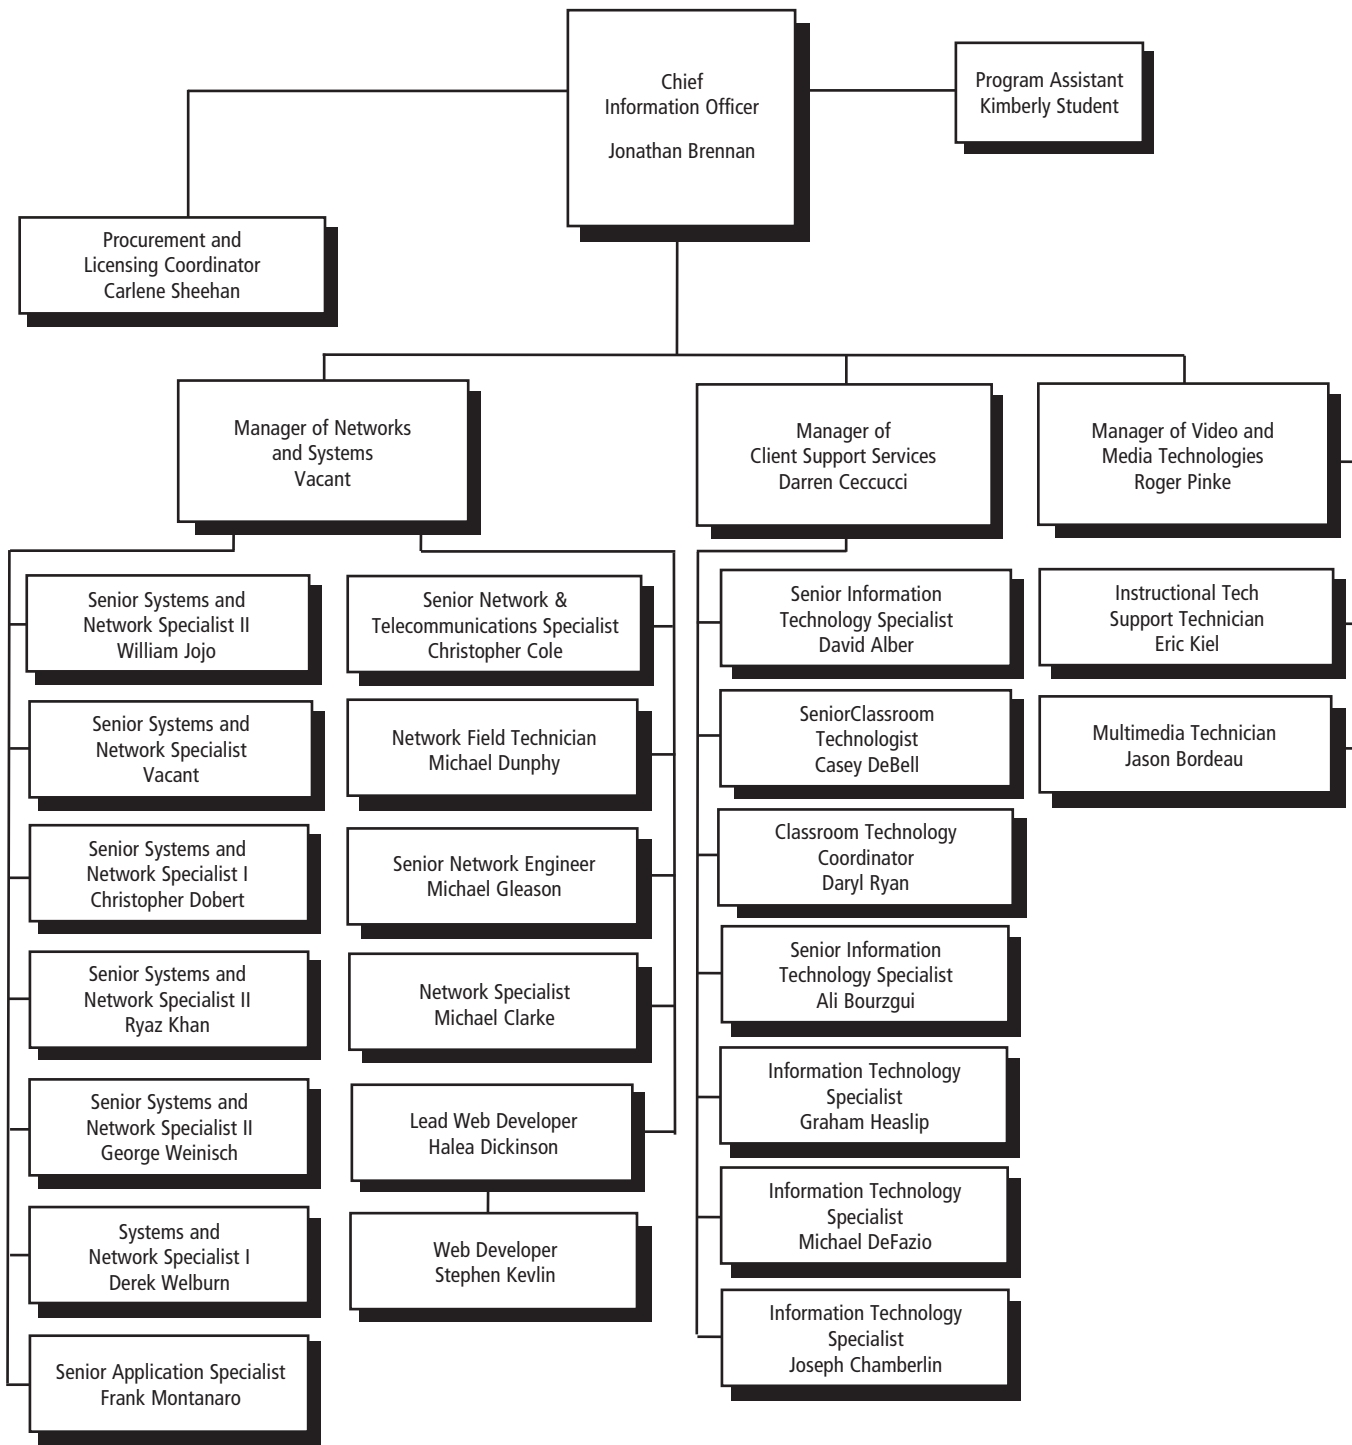 Chief
Information Officer
Jonathan Brennan
Program Assistant
Kimberly Student
Procurement and
Licensing Coordinator
Carlene Sheehan
Manager of Networks
and Systems
Vacant
Manager of
Client Support Services
Darren Ceccucci
Manager of Video and
Media Technologies
Roger Pinke
Senior Systems and
Network Specialist II
William Jojo
Senior Systems and
Network Specialist
Vacant
Senior Systems and
Network Specialist I
Christopher Dobert
Senior Systems and
Network Specialist II
Ryaz Khan
Senior Systems and
Network Specialist II
George Weinisch
Systems and
Network Specialist I
Derek Welburn
Senior Application Specialist
Frank Montanaro
Senior Network &
Telecommunications Specialist
Christopher Cole
Network Field Technician
Michael Dunphy
Senior Network Engineer
Michael Gleason
Network Specialist
Michael Clarke
Lead Web Developer
Halea Dickinson
Web Developer
Stephen Kevlin
Senior Information
Technology Specialist
David Alber
SeniorClassroom
Technologist
Casey DeBell
Classroom Technology
Coordinator
Daryl Ryan
Senior Information
Technology Specialist
Ali Bourzgui
Information Technology
Specialist
Graham Heaslip
Information Technology
Specialist
Michael DeFazio
Information Technology
Specialist
Joseph Chamberlin
Instructional Tech
Support Technician
Eric Kiel
Multimedia Technician
Jason Bordeau